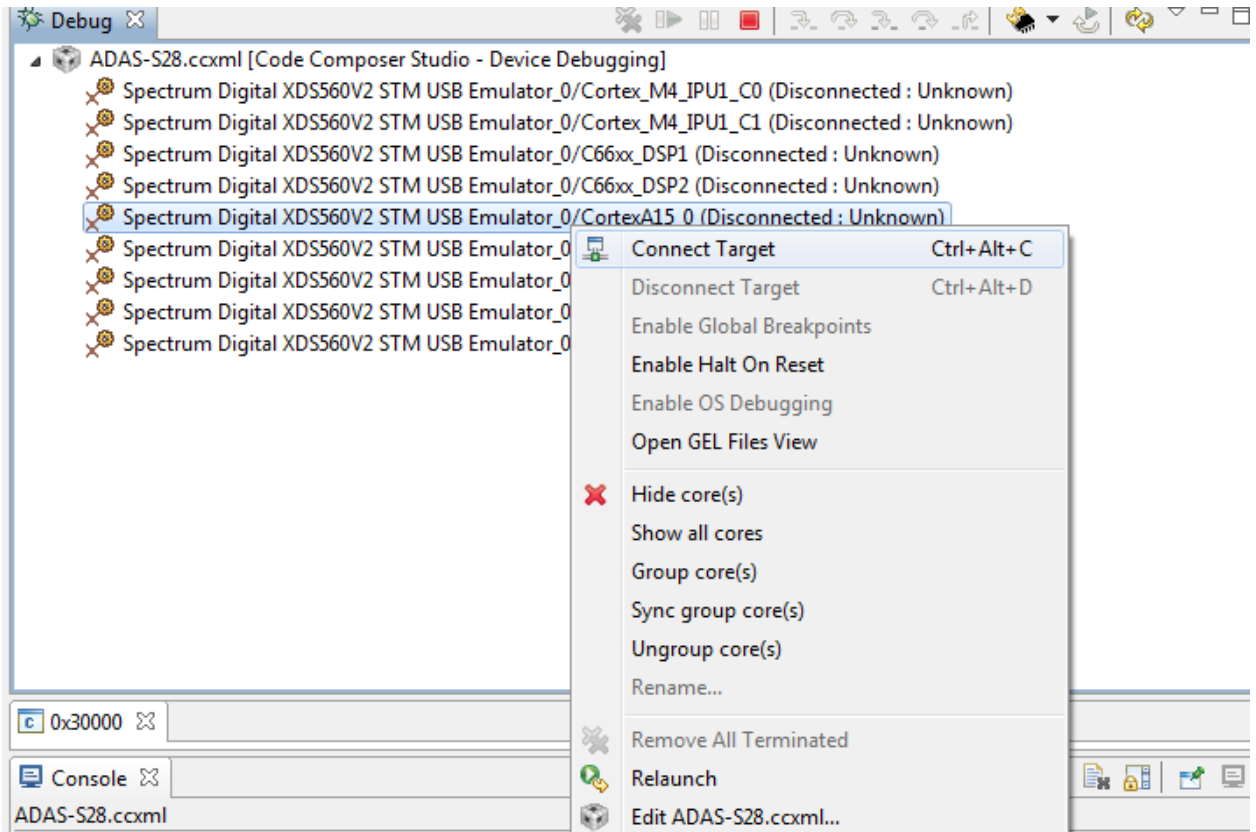 Debug
ADAS-S28.ccxml [Code Composer Studio - Device Debugging]
Spectrum Digital XDS560V2 STM USB Emulator_0/Cortex_M4_IPU1_C0 (Disconnected : Unknown)
Spectrum Digital XDS560V2 STM USB Emulator_0/Cortex_M4_IPU1_C1 (Disconnected : Unknown)
Spectrum Digital XDS560V2 STM USB Emulator_0/C66xx_DSP1 (Disconnected : Unknown)
Spectrum Digital XDS560V2 STM USB Emulator_0/C66xx_DSP2 (Disconnected : Unknown)
Spectrum Digital XDS560V2 STM USB Emulator_0/CortexA15_0 (Disconnected : Unknown)
Spectrum Digital XDS560V2 STM USB Emulator_0
Spectrum Digital XDS560V2 STM USB Emulator_0
Spectrum Digital XDS560V2 STM USB Emulator_0
Spectrum Digital XDS560V2 STM USB Emulator_0
Connect Target Ctrl+Alt+C
Disconnect Target Ctrl+Alt+D
Enable Global Breakpoints
Enable Halt On Reset
Enable OS Debugging
Open GEL Files View
Hide core(s)
Show all cores
Group core(s)
Sync group core(s)
Ungroup core(s)
Rename...
Remove All Terminated
Relaunch
Edit ADAS-S28.ccxml...
c 0x30000
Console
ADAS-S28.ccxml